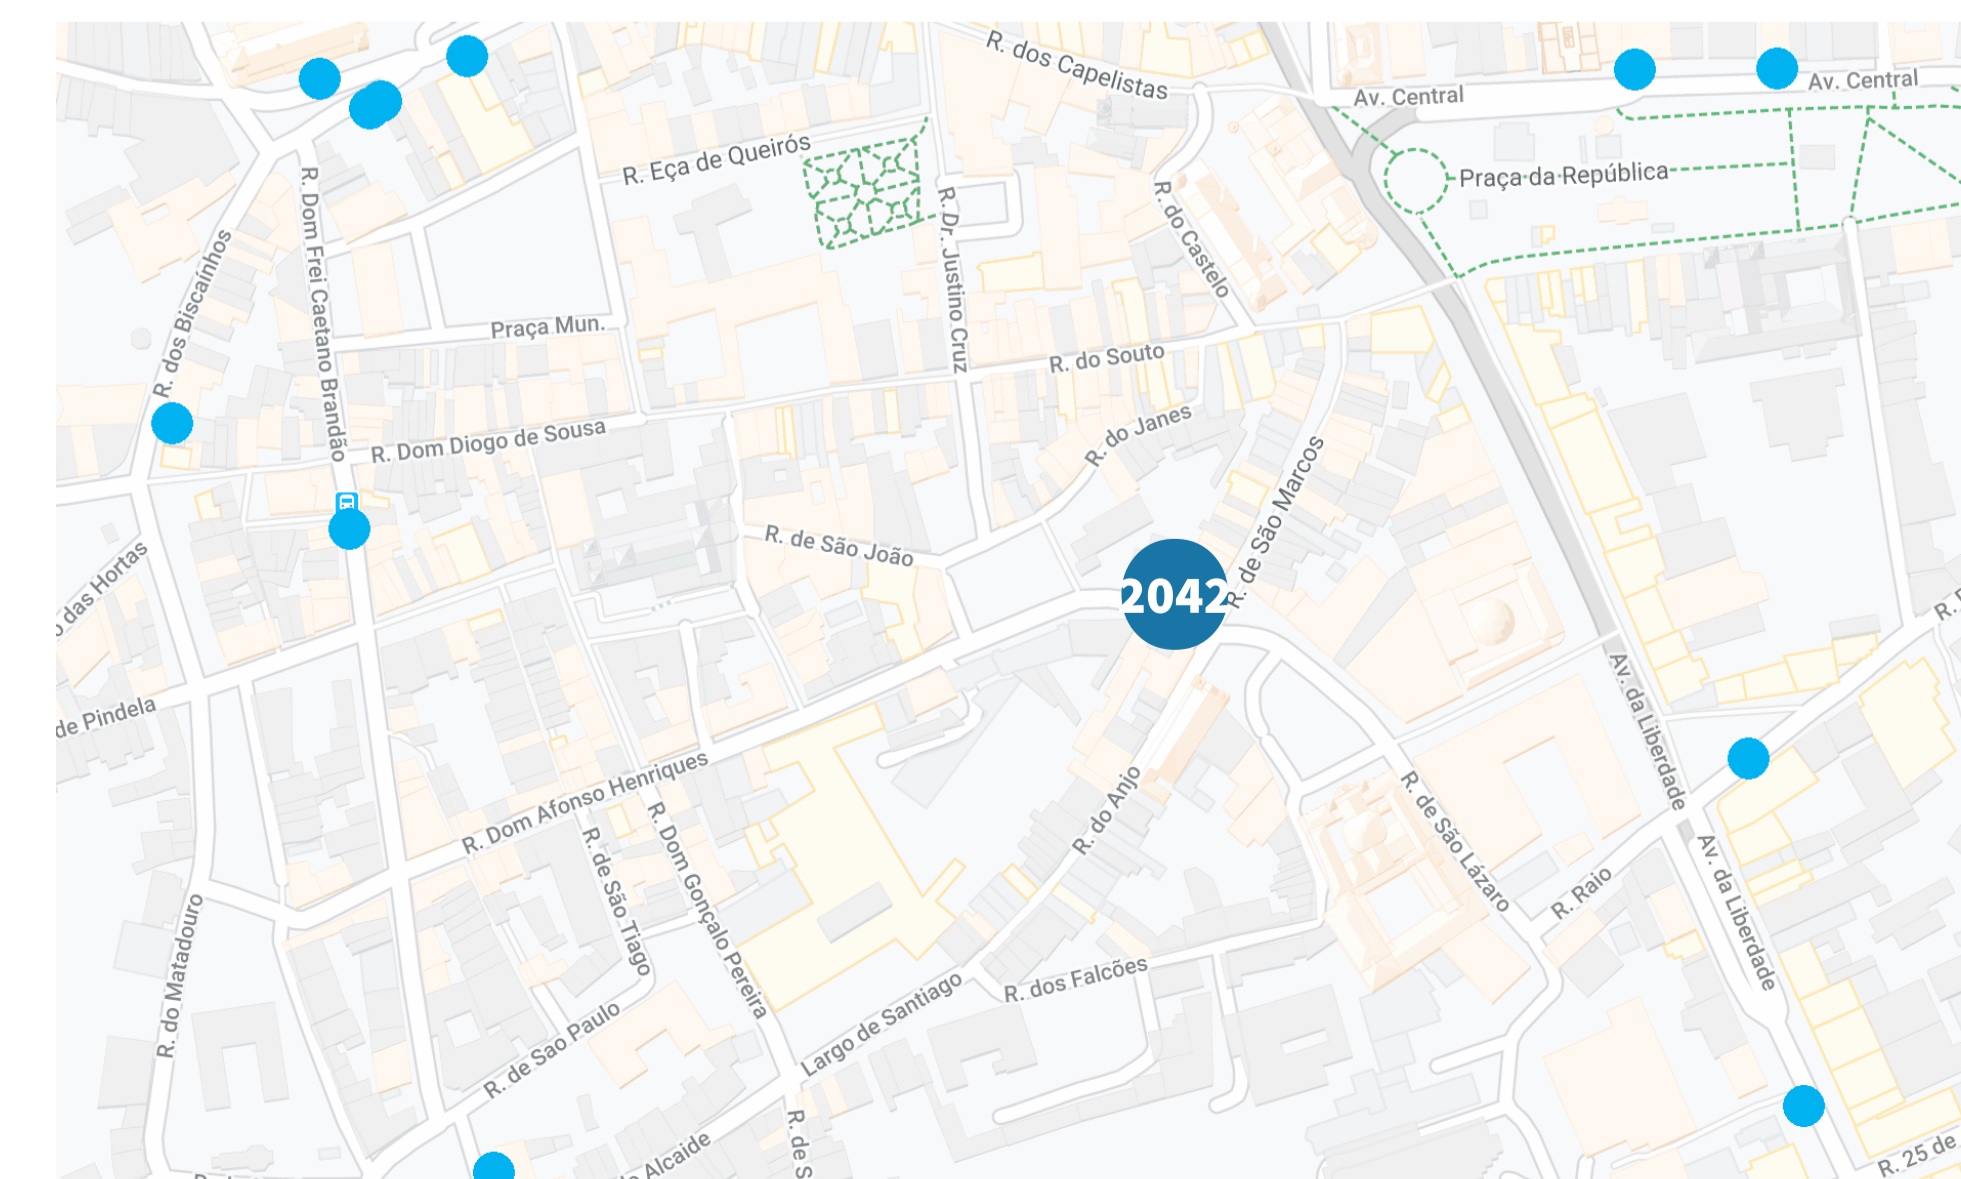 R. dos Capelistas
Av. Central
Av. Central
R. Eça de Queirós
Praça da República
R. Dom Frei Caetano Brandão
R. Dr. Justino Cruz
R. do Castelo
R. dos Biscaínhos
Praça Mun.
R. do Souto
R. Dom Diogo de Sousa
R. do Janes
R. de São Marcos
R. de São João
das Hortas
2042
R.
de Pindela
Av. da Liberdade
R. Dom Afonso Henriques
R. do Anjo
R. de São Lázaro
R. de São Tiago
R. Dom Gonçalo Pereira
R. Raio
Av. da Liberdade
R. do Matadouro
R. dos Falcões
Largo de Santiago
R. de Sao Paulo
R. de S
Alcaide
R. 25 de